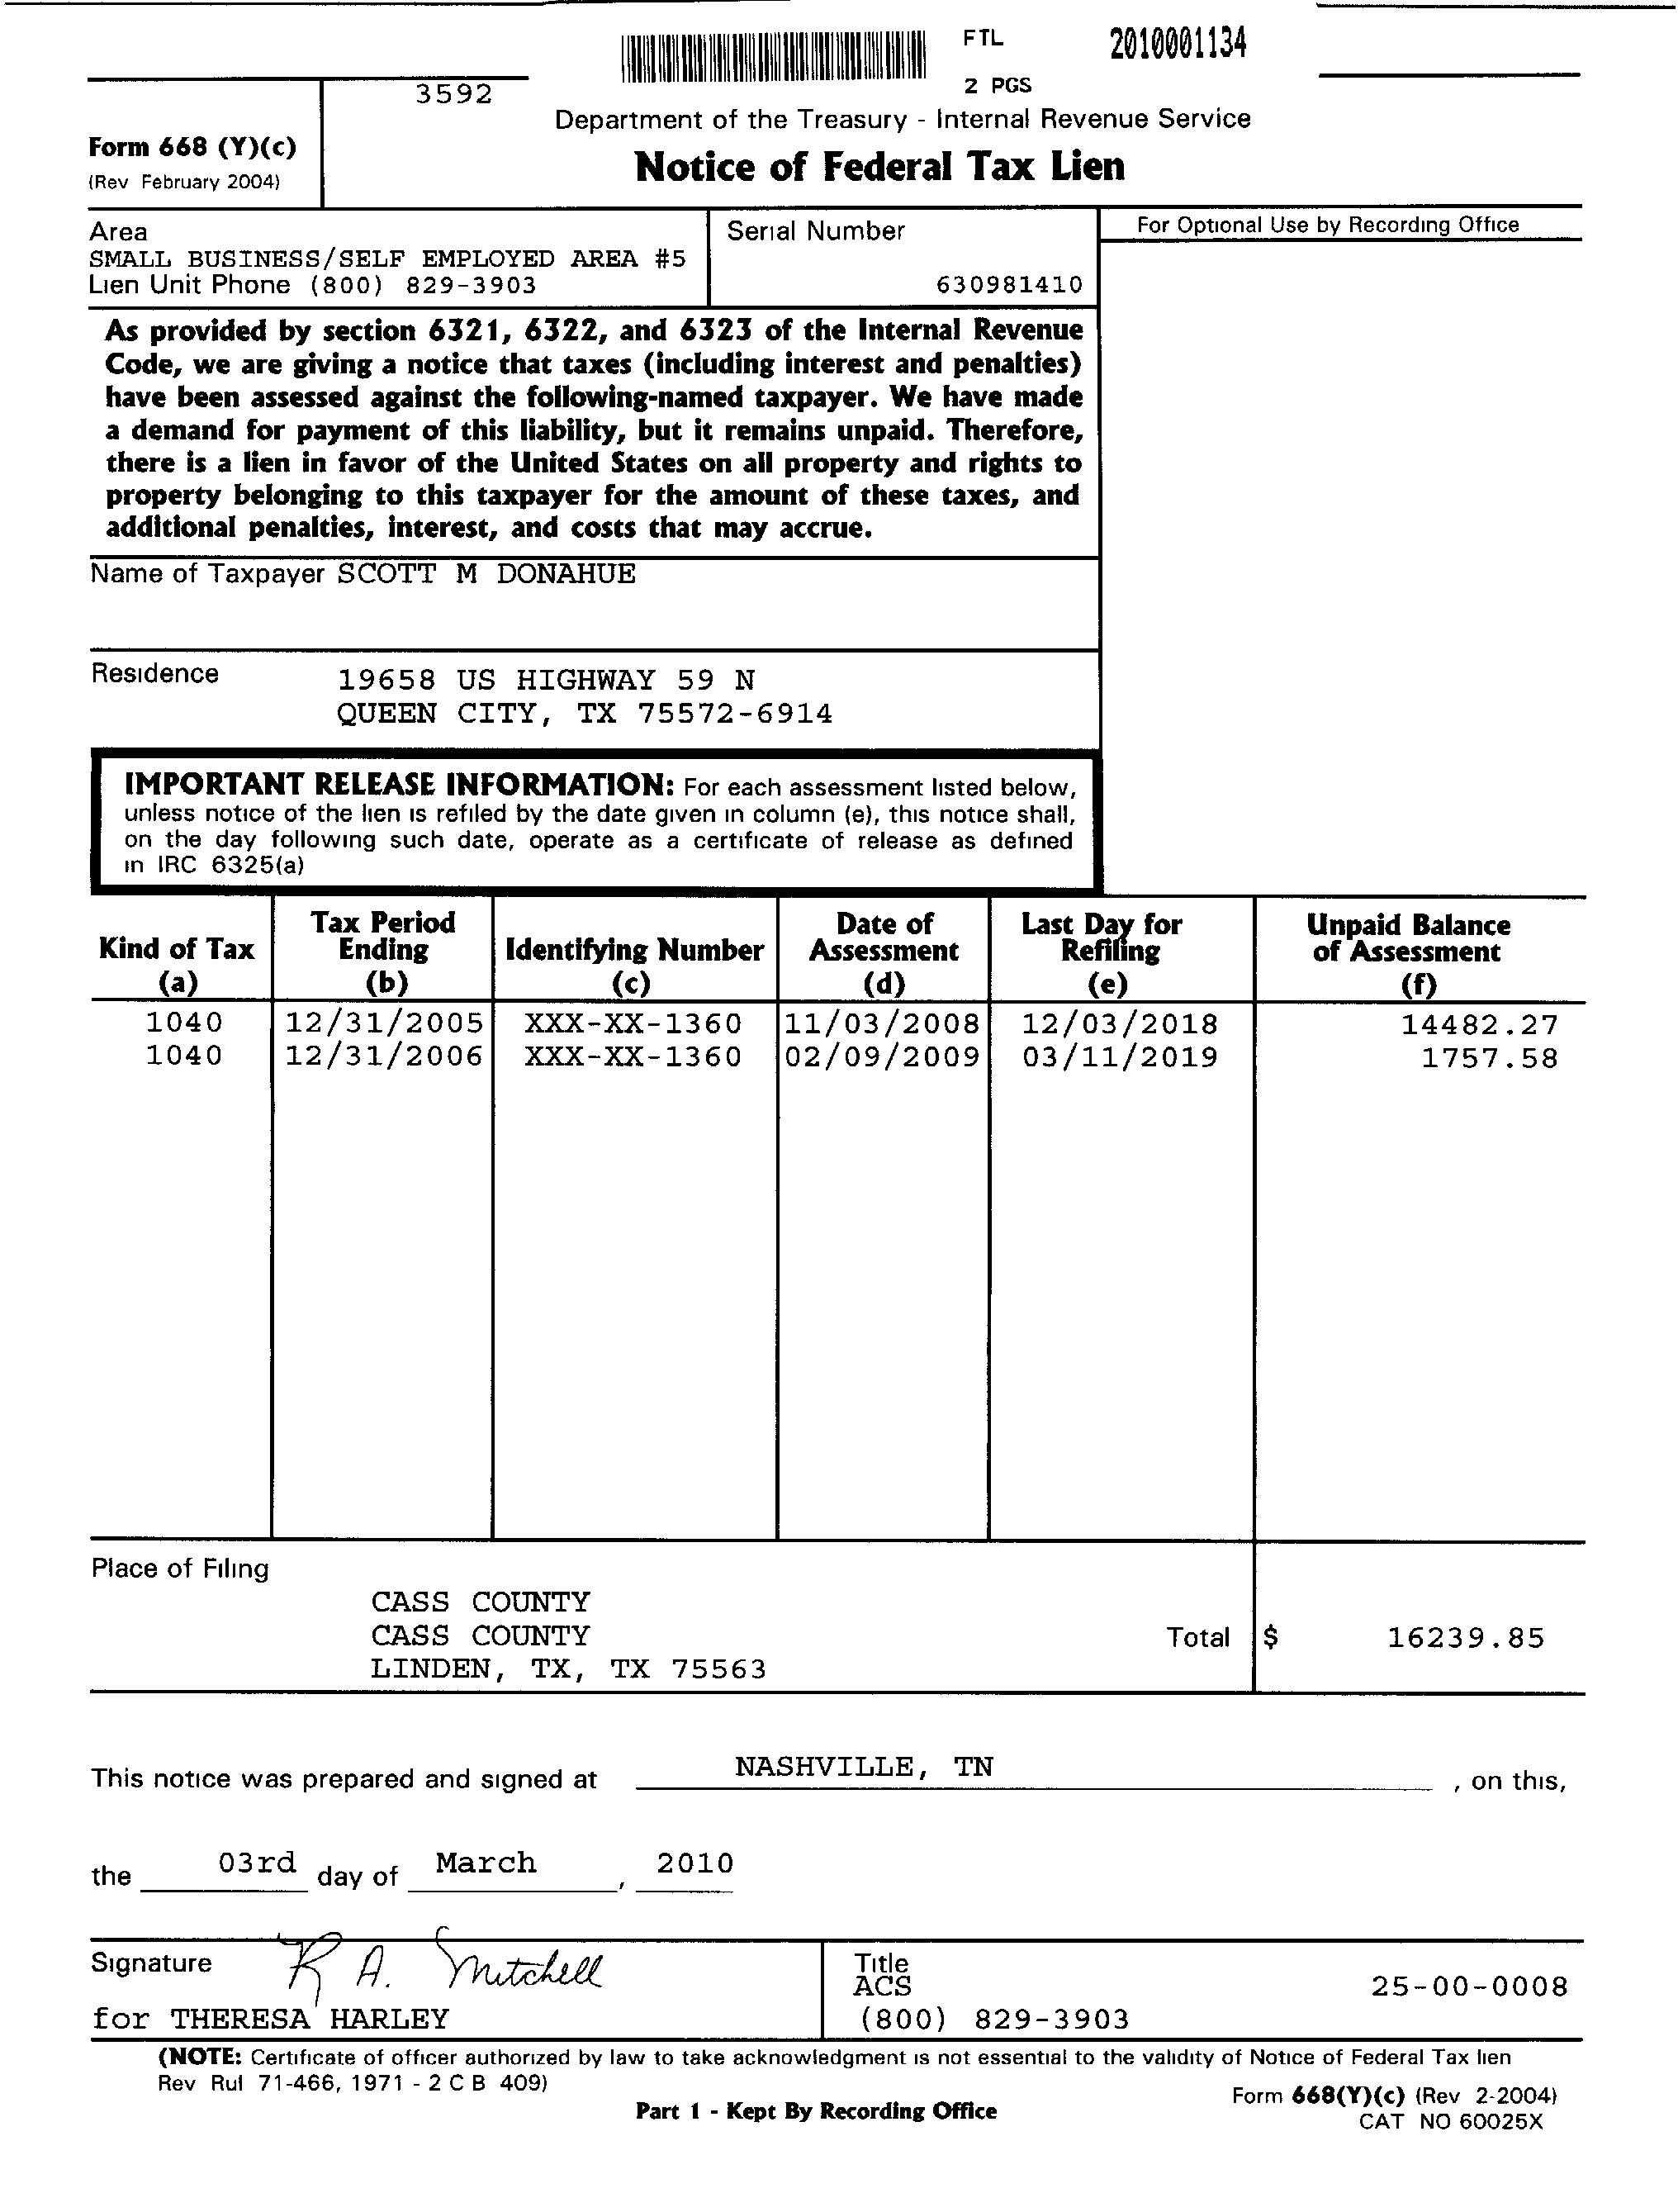 FTL 2010001134
2 PGS
3592
Department of the Treasury - Internal Revenue Service
Form 668 (Y)(c)
(Rev February 2004)
Notice of Federal Tax Lien
Area
SMALL BUSINESS/SELF EMPLOYED AREA #5
Lien Unit Phone (800) 829-3903
Serial Number
630981410
For Optional Use by Recording Office
As provided by section 6321, 6322, and 6323 of the Internal Revenue
Code, we are giving a notice that taxes (including interest and penalties)
have been assessed against the following-named taxpayer. We have made
a demand for payment of this liability, but it remains unpaid. Therefore,
there is a lien in favor of the United States on all property and rights to
property belonging to this taxpayer for the amount of these taxes, and
additional penalties, interest, and costs that may accrue.
Name of Taxpayer SCOTT M DONAHUE
Residence 19658 US HIGHWAY 59 N
QUEEN CITY, TX 75572-6914
IMPORTANT RELEASE INFORMATION: For each assessment listed below,
unless notice of the lien is refiled by the date given in column (e), this notice shall,
on the day following such date, operate as a certificate of release as defined
in IRC 6325(a)
Kind of Tax (a) Tax Period Ending (b) Identifying Number (c) Date of Assessment (d) Last Day for Refiling (e) Unpaid Balance of Assessment (f)
1040 12/31/2005 XXX-XX-1360 11/03/2008 12/03/2018 14482.27
1040 12/31/2006 XXX-XX-1360 02/09/2009 03/11/2019 1757.58
Place of Filing
CASS COUNTY
CASS COUNTY
LINDEN, TX, TX 75563
Total $ 16239.85
This notice was prepared and signed at NASHVILLE, TN , on this,
the 03rd day of March , 2010
Signature R A. Mitchell
for THERESA HARLEY
Title
ACS 25-00-0008
(800) 829-3903
(NOTE: Certificate of officer authorized by law to take acknowledgment is not essential to the validity of Notice of Federal Tax lien
Rev Rul 71-466, 1971 - 2 C B 409)
Form 668(Y)(c) (Rev 2-2004)
Part 1 - Kept By Recording Office
CAT NO 60025X